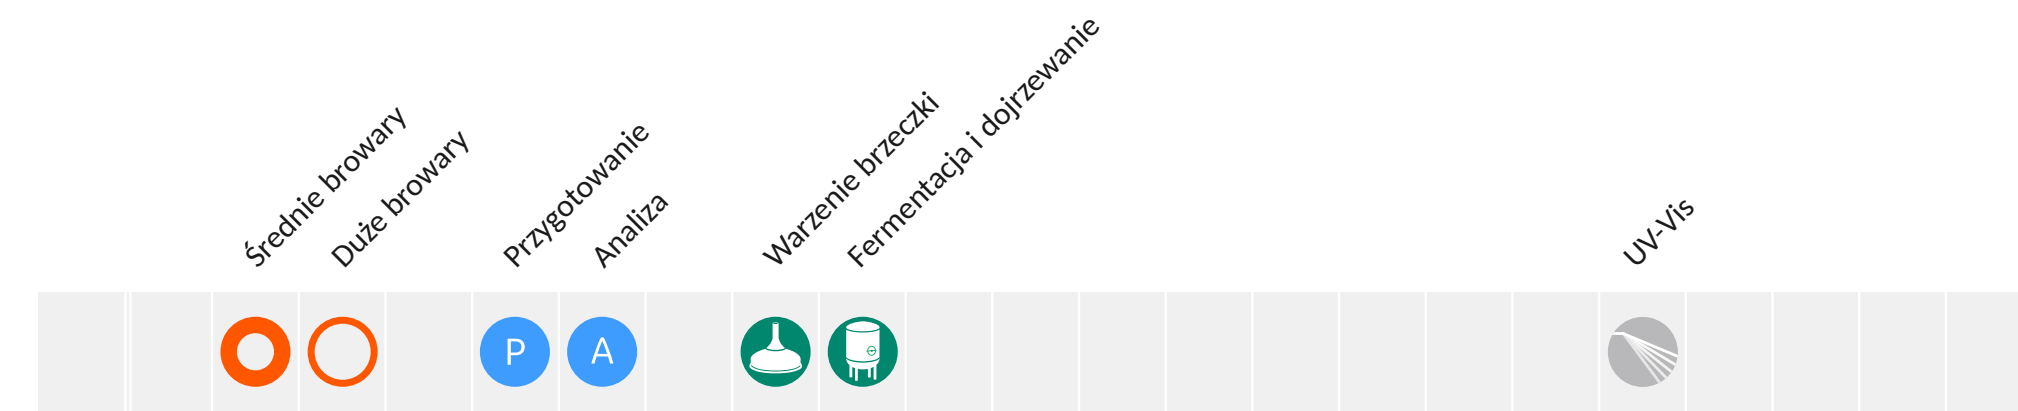 Średnie browary
Duże browary
Przygotowanie
Analiza
Warzenie brzeczki
Fermentacja i dojrzewanie
UV-Vis
P
A